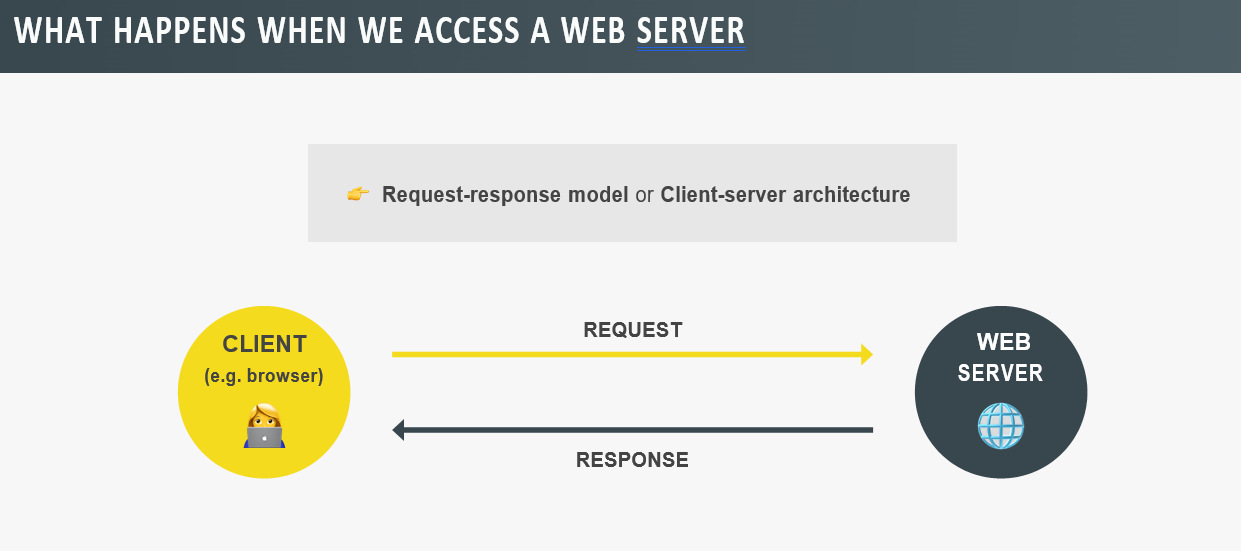 WHAT HAPPENS WHEN WE ACCESS A WEB SERVER
👉 Request-response model or Client-server architecture
CLIENT
(e.g. browser)
REQUEST
RESPONSE
WEB
SERVER